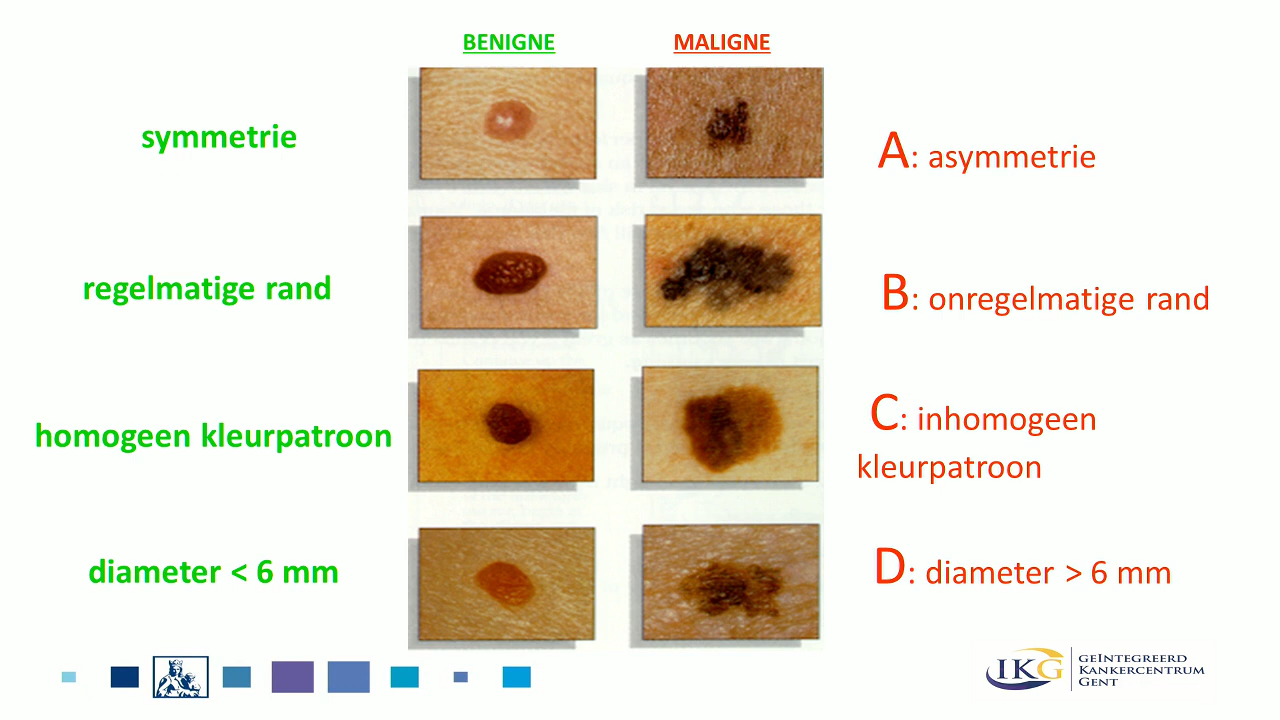 BENIGNE MALIGNE
symmetrie
A: asymmetrie
regelmatige rand
B: onregelmatige rand
homogeen kleurpatroon
C: inhomogeen
kleurpatroon
diameter < 6 mm
D: diameter > 6 mm
IKG
GEÏNTEGREERD
KANKERCENTRUM
GENT